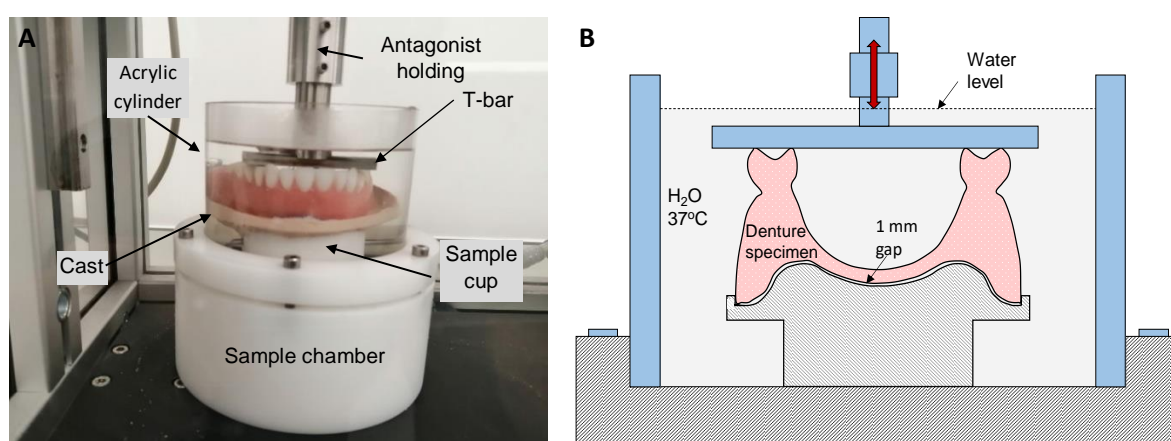 A
Antagonist
holding
Acrylic
cylinder
T-bar
Cast
Sample
cup
Sample chamber
B
Water
level
H₂O
37ºC
Denture
specimen
1 mm
gap